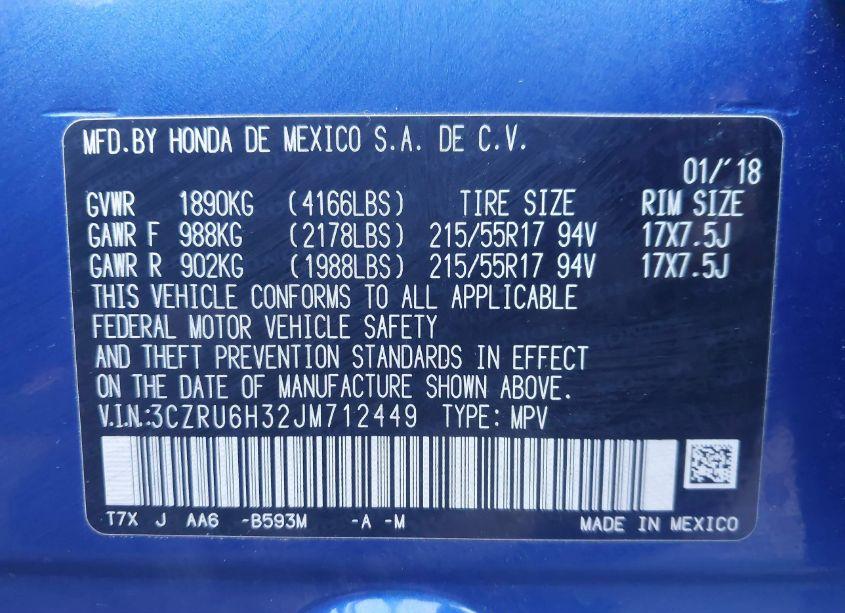 MFD.BY HONDA DE MEXICO S.A. DE C.V.
01/'18
GVWR 1890KG (4166LBS) TIRE SIZE RIM SIZE
GAWR F 988KG (2178LBS) 215/55R17 94V 17X7.5J
GAWR R 902KG (1988LBS) 215/55R17 94V 17X7.5J
THIS VEHICLE CONFORMS TO ALL APPLICABLE
FEDERAL MOTOR VEHICLE SAFETY
AND THEFT PREVENTION STANDARDS IN EFFECT
ON THE DATE OF MANUFACTURE SHOWN ABOVE.
V.I.N.:3CZRU6H32JM712449 TYPE: MPV
T7X J AA6 -B593M -A -M MADE IN MEXICO